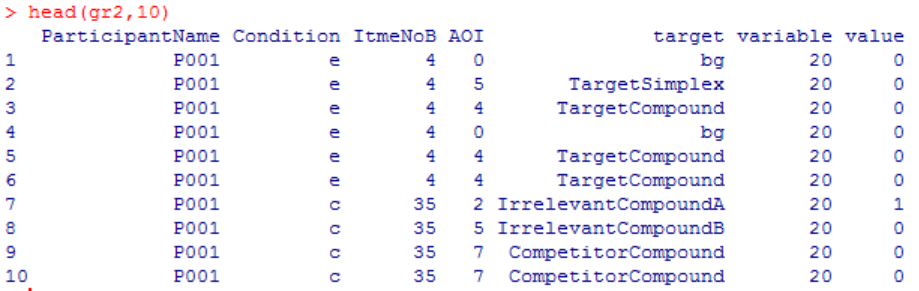 > head(gr2,10)
ParticipantName Condition ItmeNoB AOI target variable value
1 P001 e 4 0 bg 20 0
2 P001 e 4 5 TargetSimplex 20 0
3 P001 e 4 4 TargetCompound 20 0
4 P001 e 4 0 bg 20 0
5 P001 e 4 4 TargetCompound 20 0
6 P001 e 4 4 TargetCompound 20 0
7 P001 c 35 2 IrrelevantCompoundA 20 1
8 P001 c 35 5 IrrelevantCompoundB 20 0
9 P001 c 35 7 CompetitorCompound 20 0
10 P001 c 35 7 CompetitorCompound 20 0